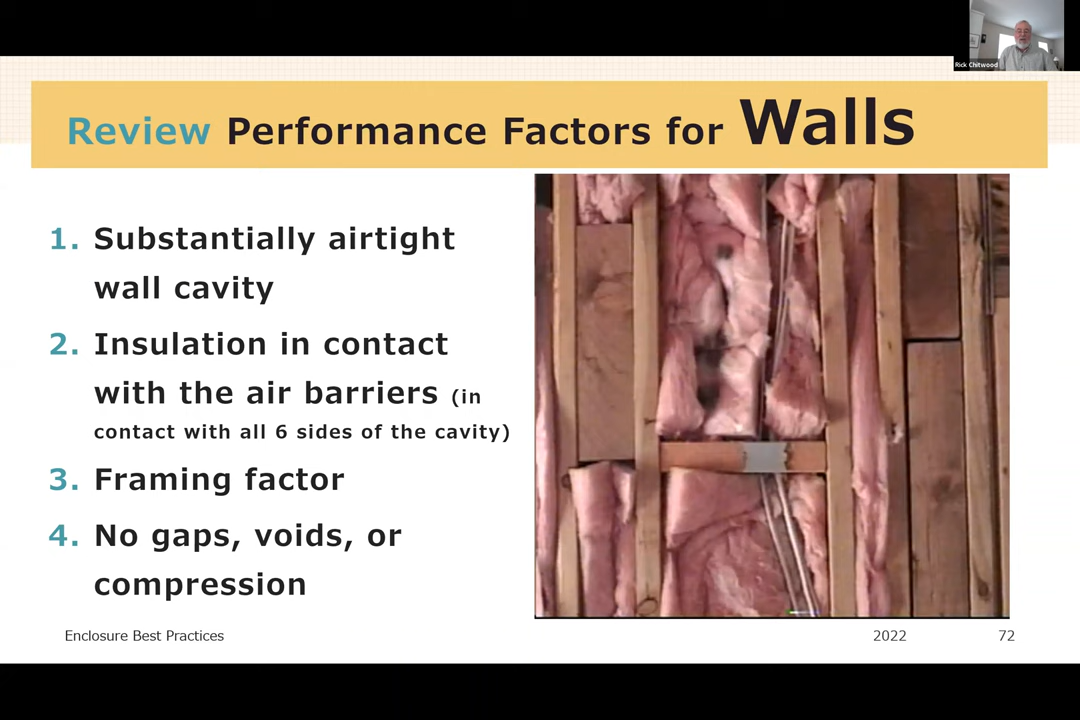 Rick Chitwood
Review Performance Factors for Walls
1. Substantially airtight
wall cavity
2. Insulation in contact
with the air barriers (in
contact with all 6 sides of the cavity)
3. Framing factor
4. No gaps, voids, or
compression
Enclosure Best Practices
2022
72